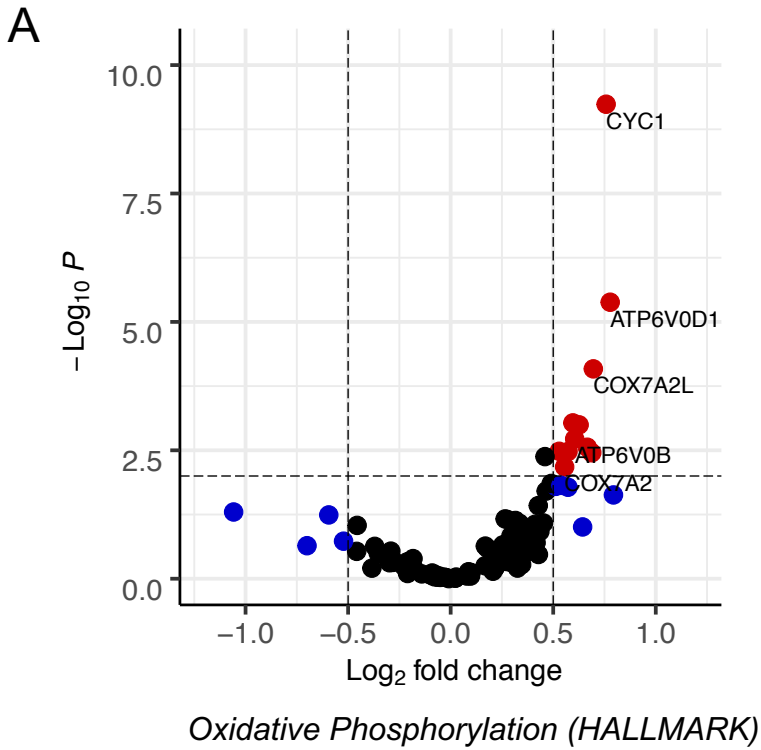 A
10.0
7.5
5.0
2.5
0.0
−Log10 P
CYC1
ATP6V0D1
COX7A2L
ATP6V0B
COX7A2
−1.0 −0.5 0.0 0.5 1.0
Log2 fold change
Oxidative Phosphorylation (HALLMARK)